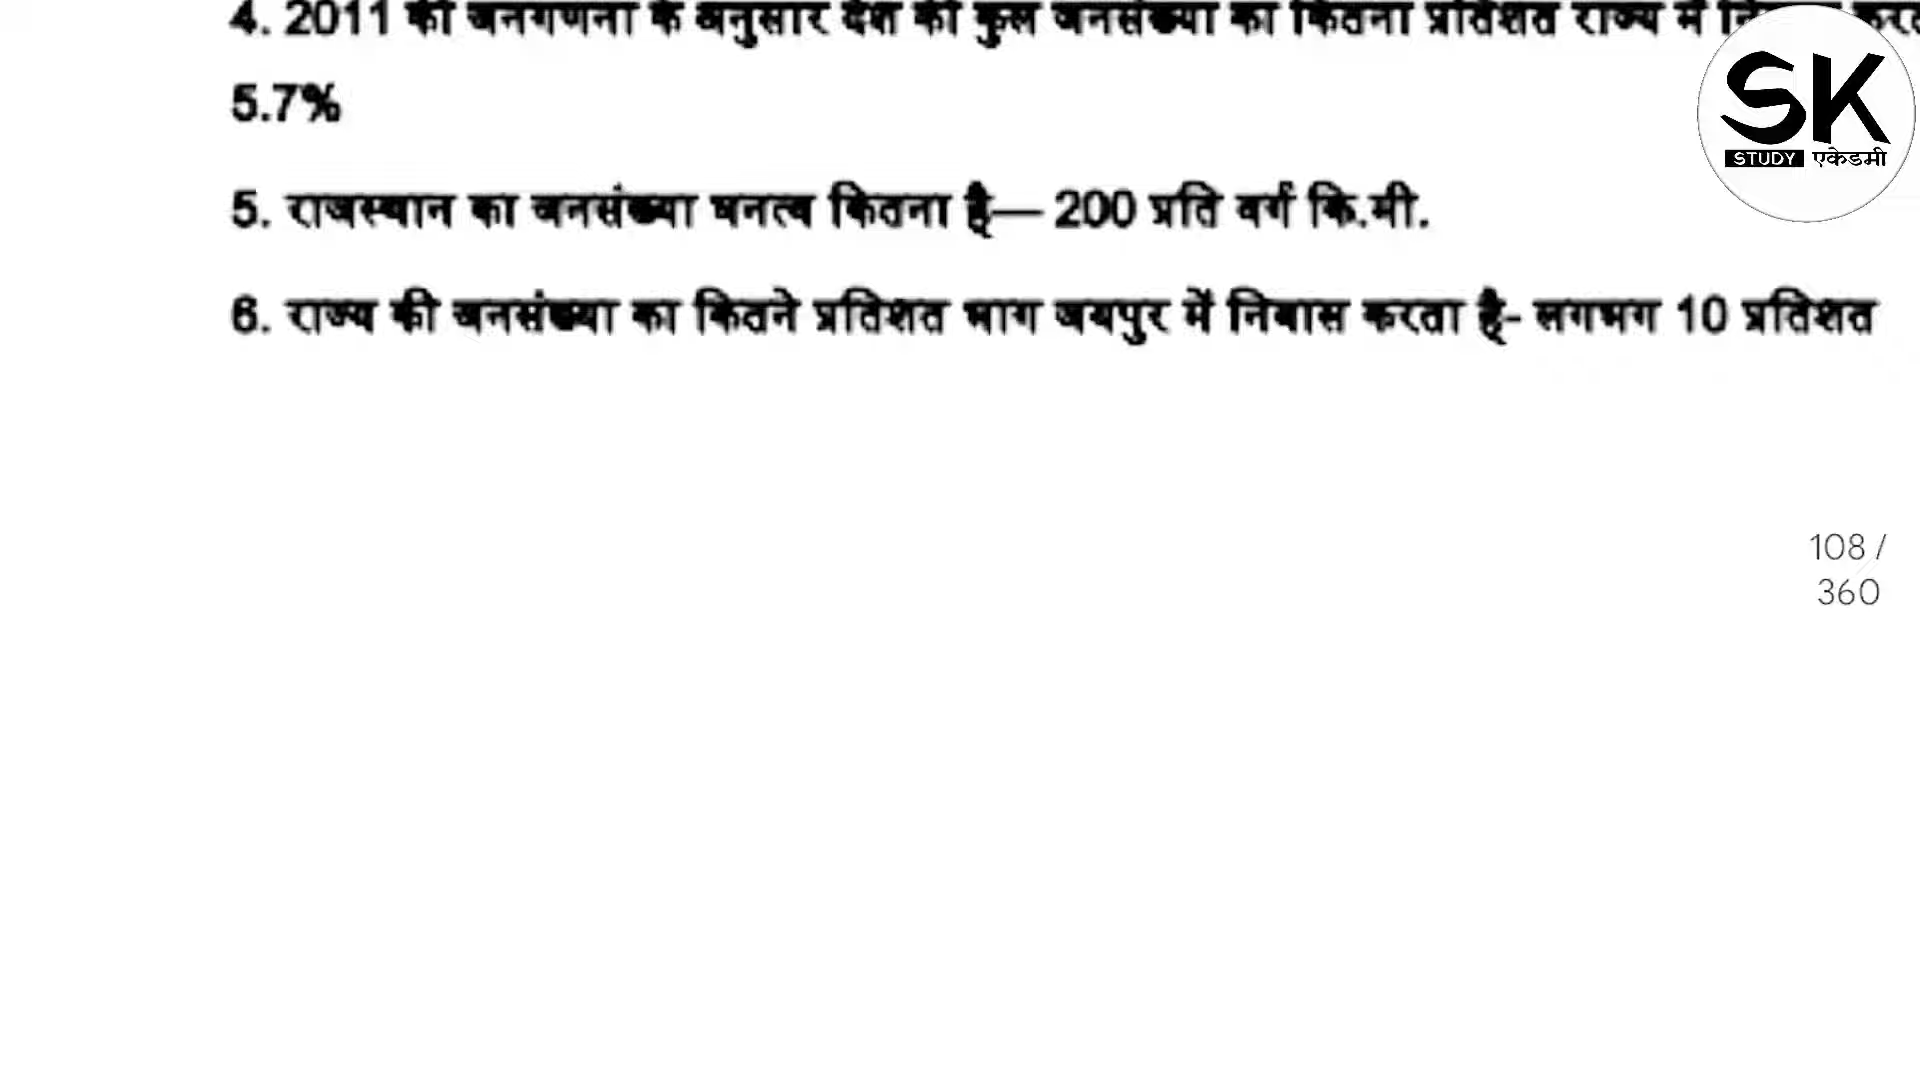 4. 2011 की जनगणना के अनुसार देश की कुल जनसंख्या का कितना प्रतिशत राज्य में
5.7%
5. राजस्थान का जनसंख्या घनत्व कितना है— 200 प्रति वर्ग कि.मी.
6. राज्य की जनसंख्या का कितने प्रतिशत भाग जयपुर में निवास करता है- लगभग 10 प्रतिशत
SK
STUDY एकेडमी
108 /
360